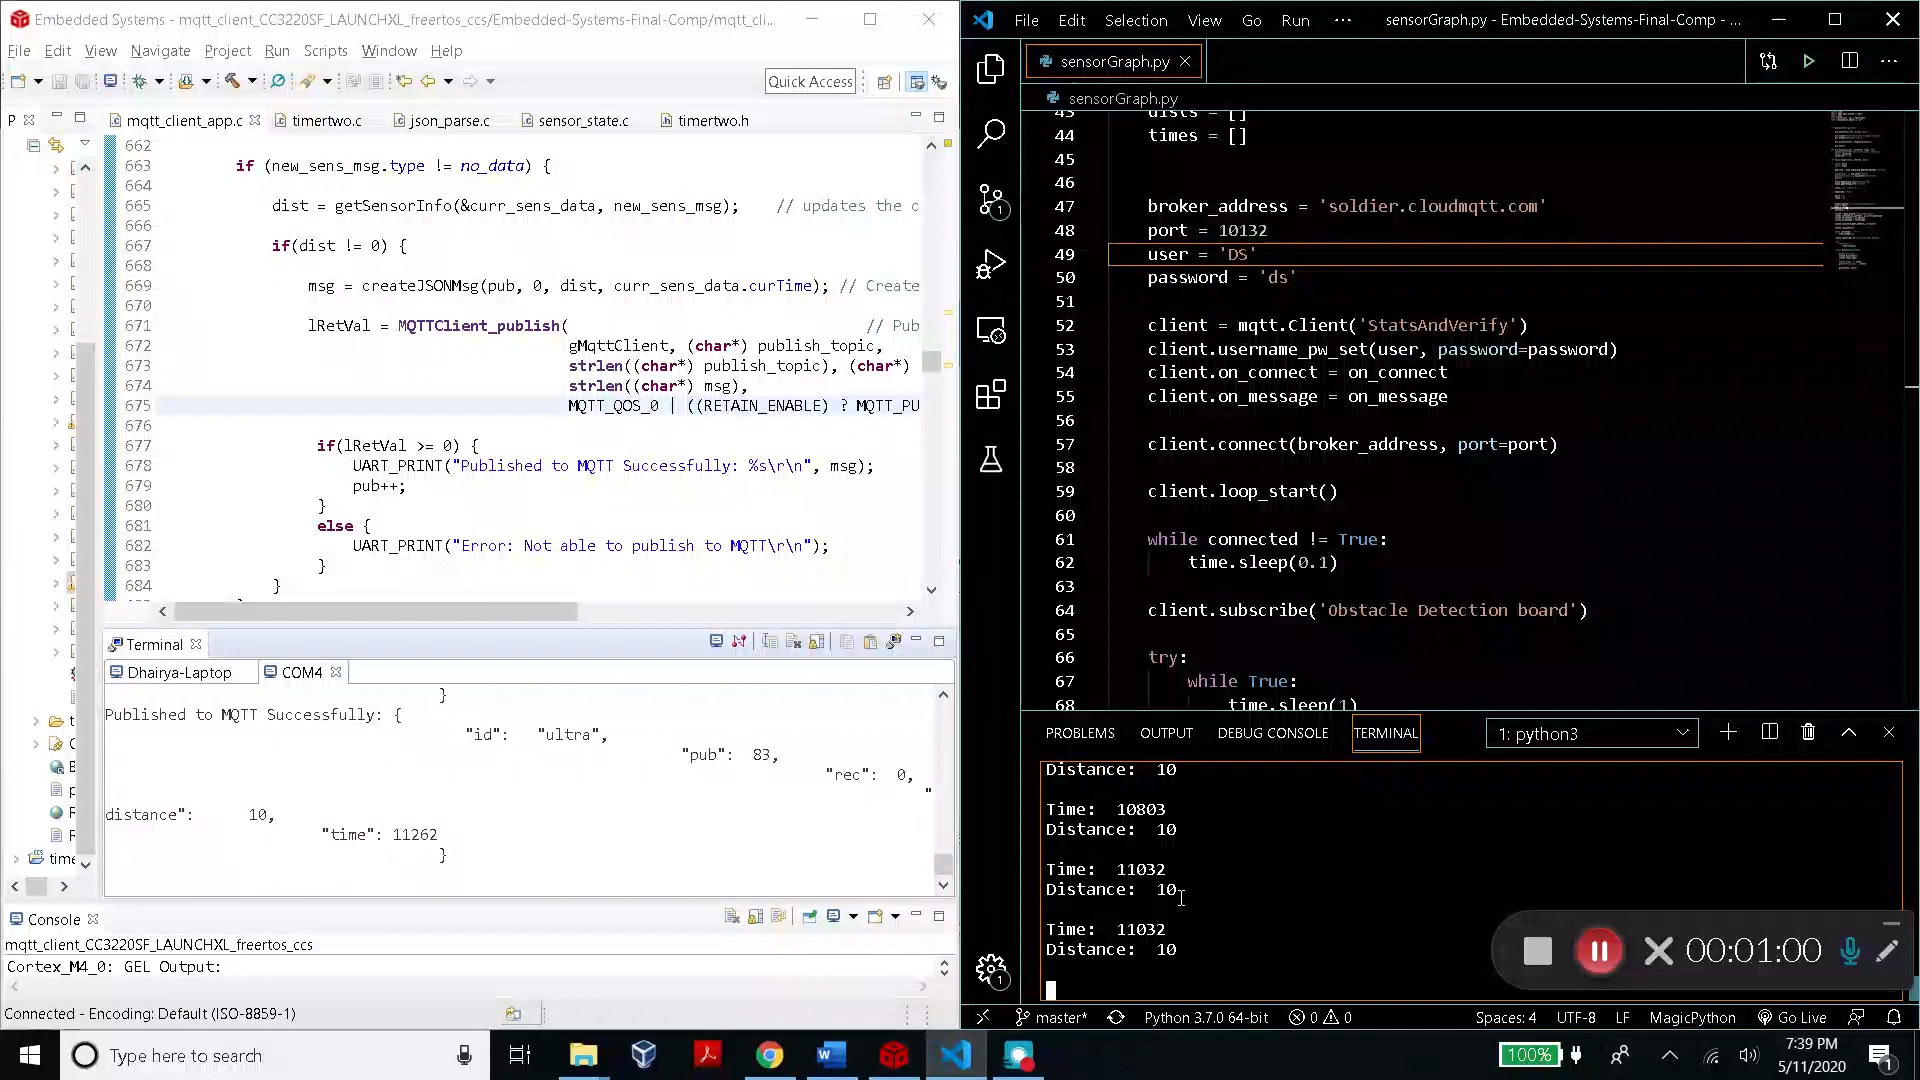 Embedded Systems - mqtt_client_CC3220SF_LAUNCHXL_freertos_ccs/Embedded-Systems-Final-Comp/mqtt_cli...
File Edit View Navigate Project Run Scripts Window Help
Quick Access
P
mqtt_client_app.c timertwo.c json_parse.c sensor_state.c timertwo.h
662
663 if (new_sens_msg.type != no_data) {
664
665 dist = getSensorInfo(&curr_sens_data, new_sens_msg); // updates the c
666
667 if(dist != 0) {
668
669 msg = createJSONMsg(pub, 0, dist, curr_sens_data.curTime); // Create
670
671 lRetVal = MQTTClient_publish( // Pub
672 gMqttClient, (char*) publish_topic,
673 strlen((char*) publish_topic), (char*)
674 strlen((char*) msg),
675 MQTT_QOS_0 | ((RETAIN_ENABLE) ? MQTT_PU
676
677 if(lRetVal >= 0) {
678 UART_PRINT("Published to MQTT Successfully: %s\r\n", msg);
679 pub++;
680 }
681 else {
682 UART_PRINT("Error: Not able to publish to MQTT\r\n");
683 }
684 }
time
Terminal
Dhairya-Laptop COM4
}
Published to MQTT Successfully: {
"id": "ultra",
"pub": 83,
"rec": 0,
"
distance": 10,
"time": 11262
}
Console
mqtt_client_CC3220SF_LAUNCHXL_freertos_ccs
Cortex_M4_0: GEL Output:
Connected - Encoding: Default (ISO-8859-1)
File Edit Selection View Go Run ··· sensorGraph.py - Embedded-Systems-Final-Comp - ...
sensorGraph.py
sensorGraph.py
43 dists = []
44 times = []
45
46
47 broker_address = 'soldier.cloudmqtt.com'
48 port = 10132
49 user = 'DS'
50 password = 'ds'
51
52 client = mqtt.Client('StatsAndVerify')
53 client.username_pw_set(user, password=password)
54 client.on_connect = on_connect
55 client.on_message = on_message
56
57 client.connect(broker_address, port=port)
58
59 client.loop_start()
60
61 while connected != True:
62 time.sleep(0.1)
63
64 client.subscribe('Obstacle Detection board')
65
66 try:
67 while True:
68 time.sleep(1)
PROBLEMS OUTPUT DEBUG CONSOLE TERMINAL 1: python3
Distance: 10
Time: 10803
Distance: 10
Time: 11032
Distance: 10
Time: 11032
Distance: 10
00:01:00
1
1
master* Python 3.7.0 64-bit 0 0 Spaces: 4 UTF-8 LF MagicPython Go Live
Type here to search
100%
7:39 PM
5/11/2020
1